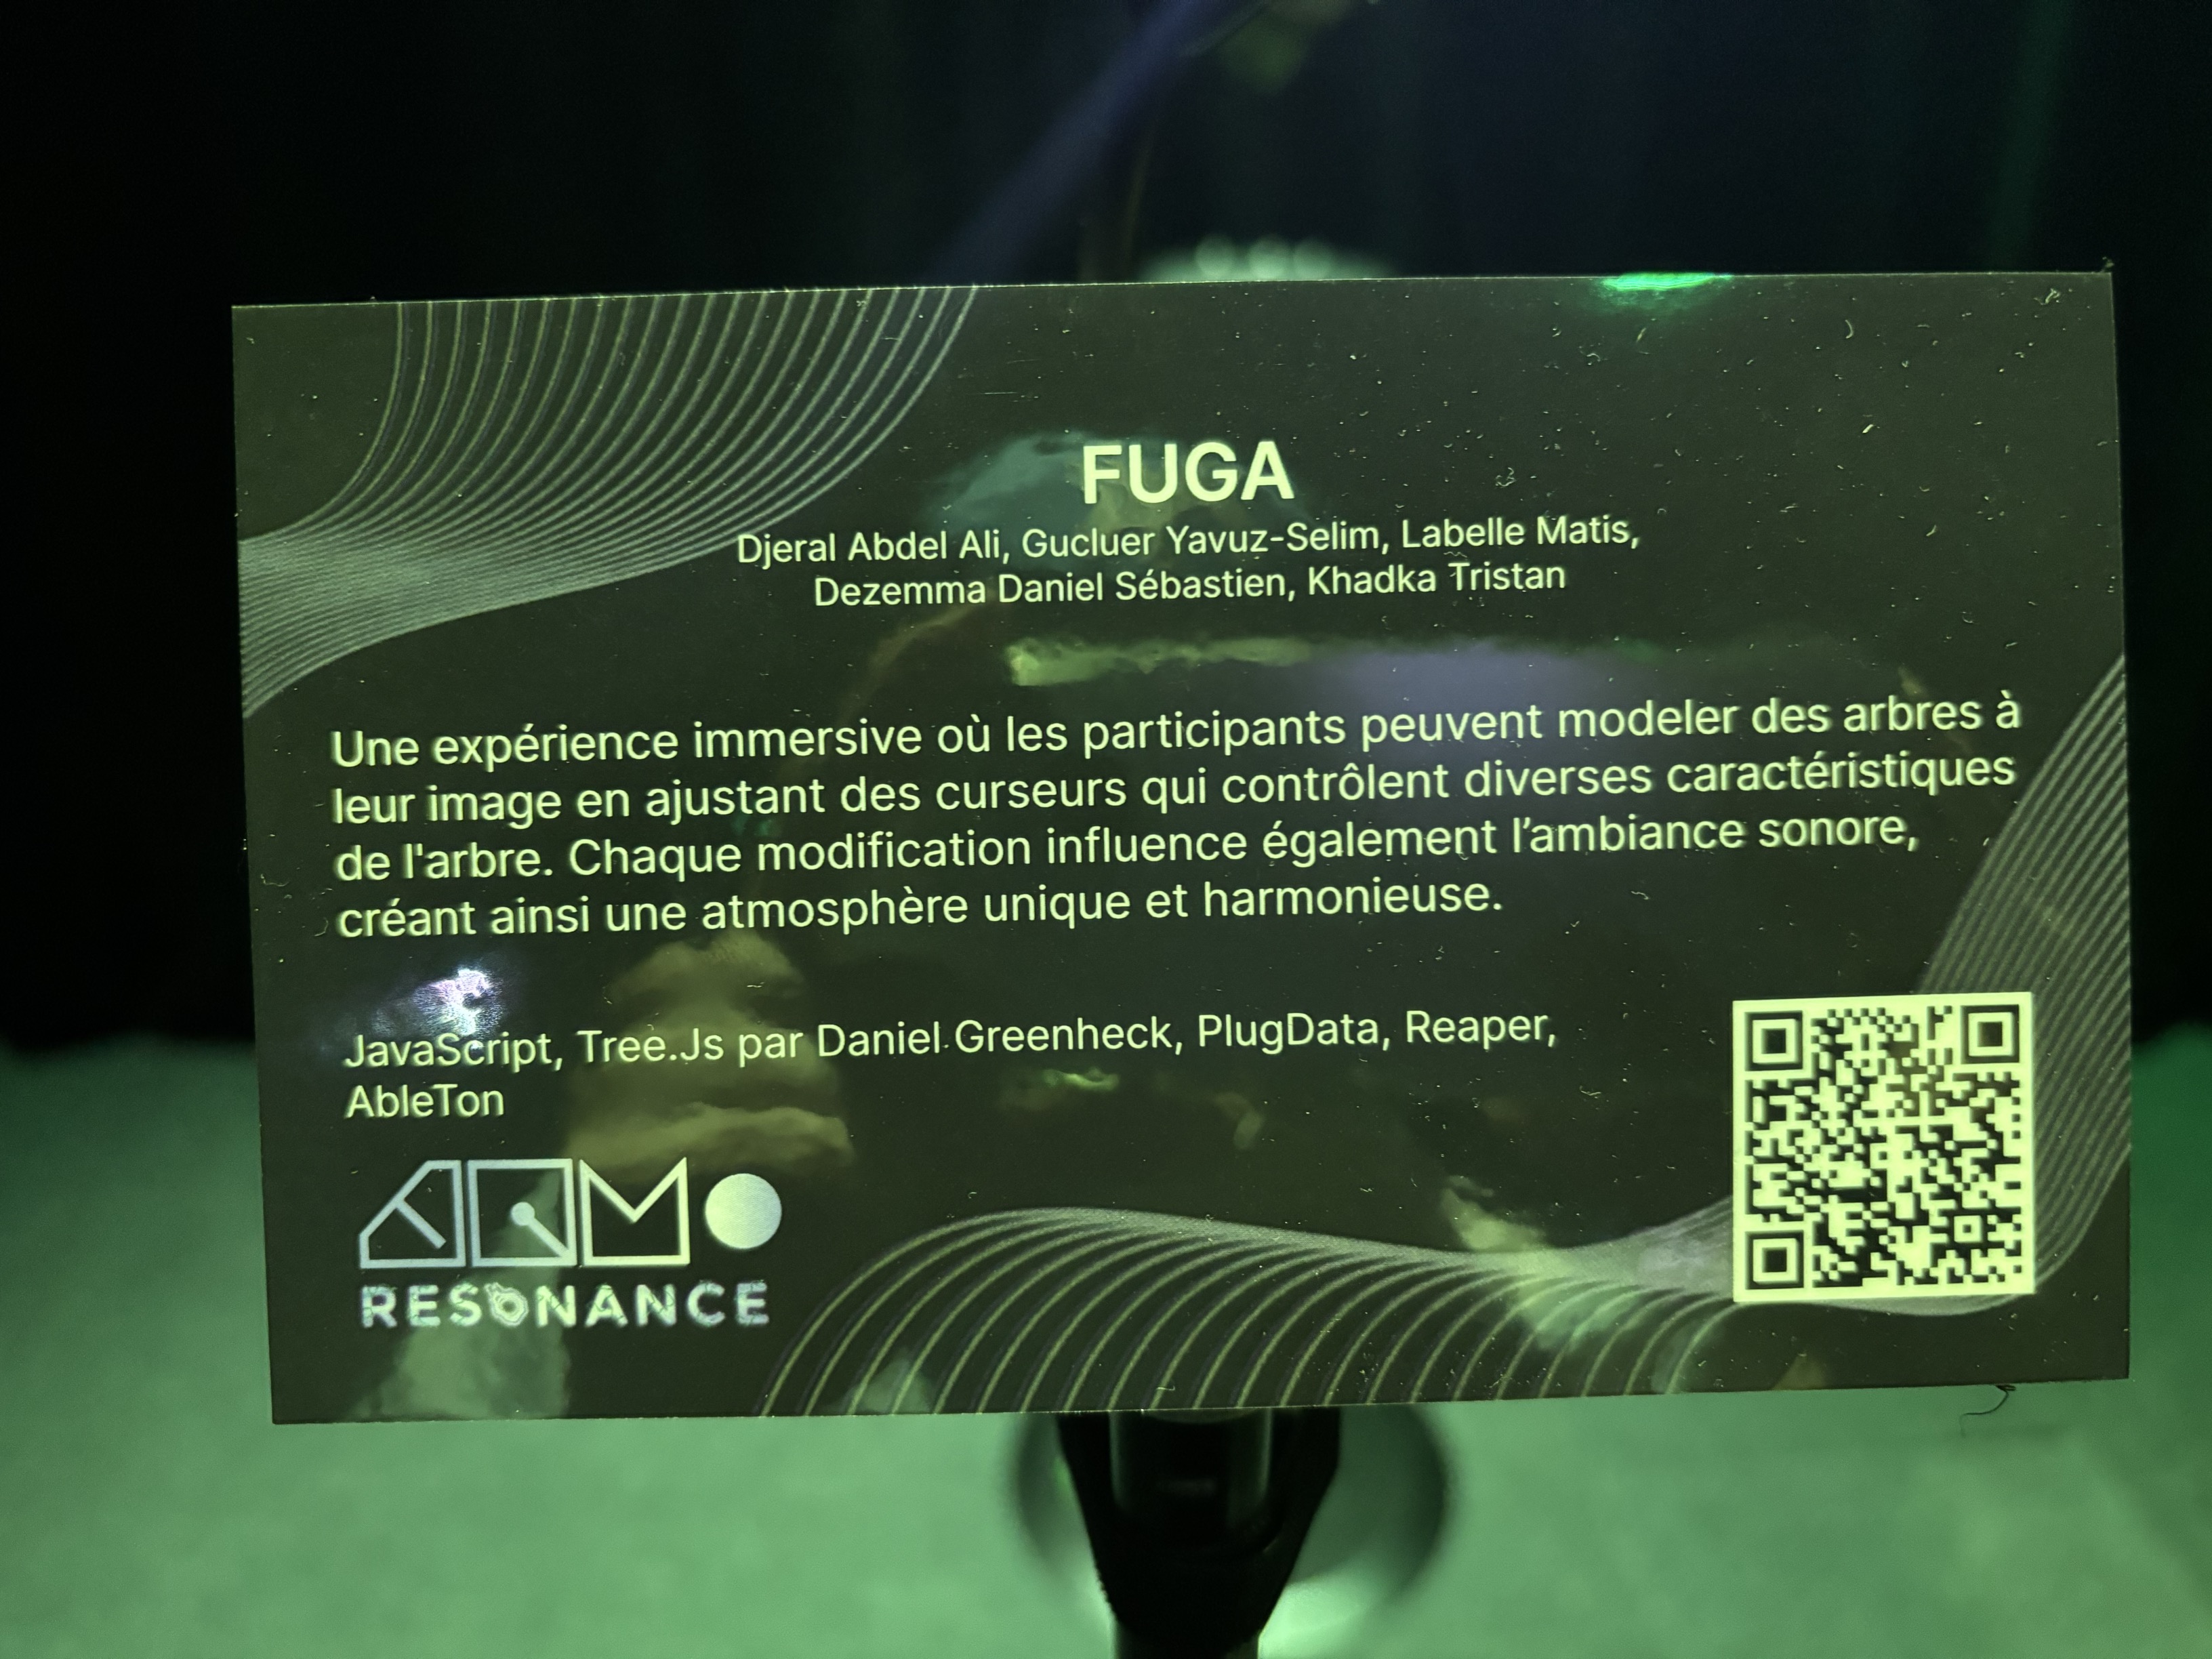 FUGA
Djeral Abdel Ali, Gucluer Yavuz-Selim, Labelle Matis,
Dezemma Daniel Sébastien, Khadka Tristan
Une expérience immersive où les participants peuvent modeler des arbres à
leur image en ajustant des curseurs qui contrôlent diverses caractéristiques
de l'arbre. Chaque modification influence également l’ambiance sonore,
créant ainsi une atmosphère unique et harmonieuse.
JavaScript, Tree.Js par Daniel Greenheck, PlugData, Reaper,
AbleTon
RESONANCE